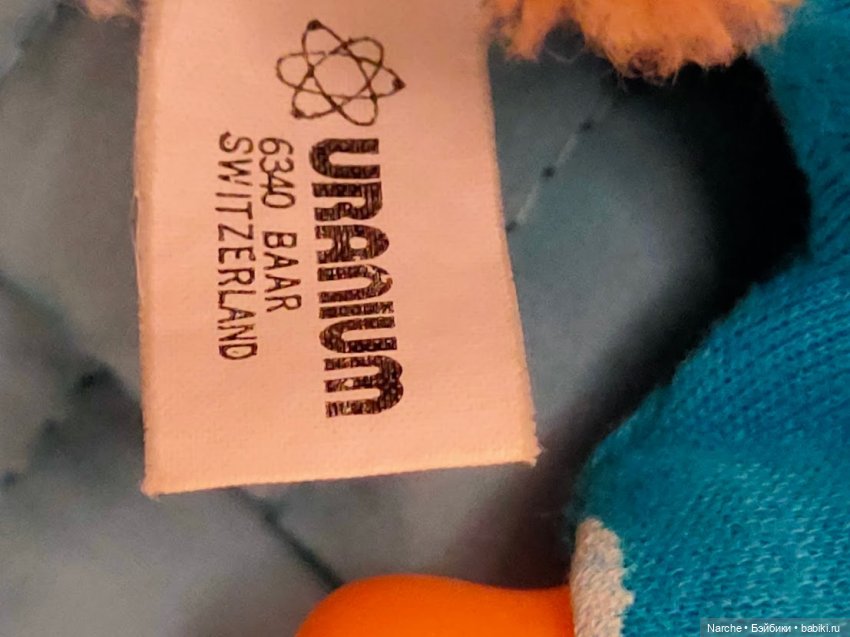 URANIUM
6340 BAAR
SWITZERLAND
Narche • Бэйбики • babiki.ru